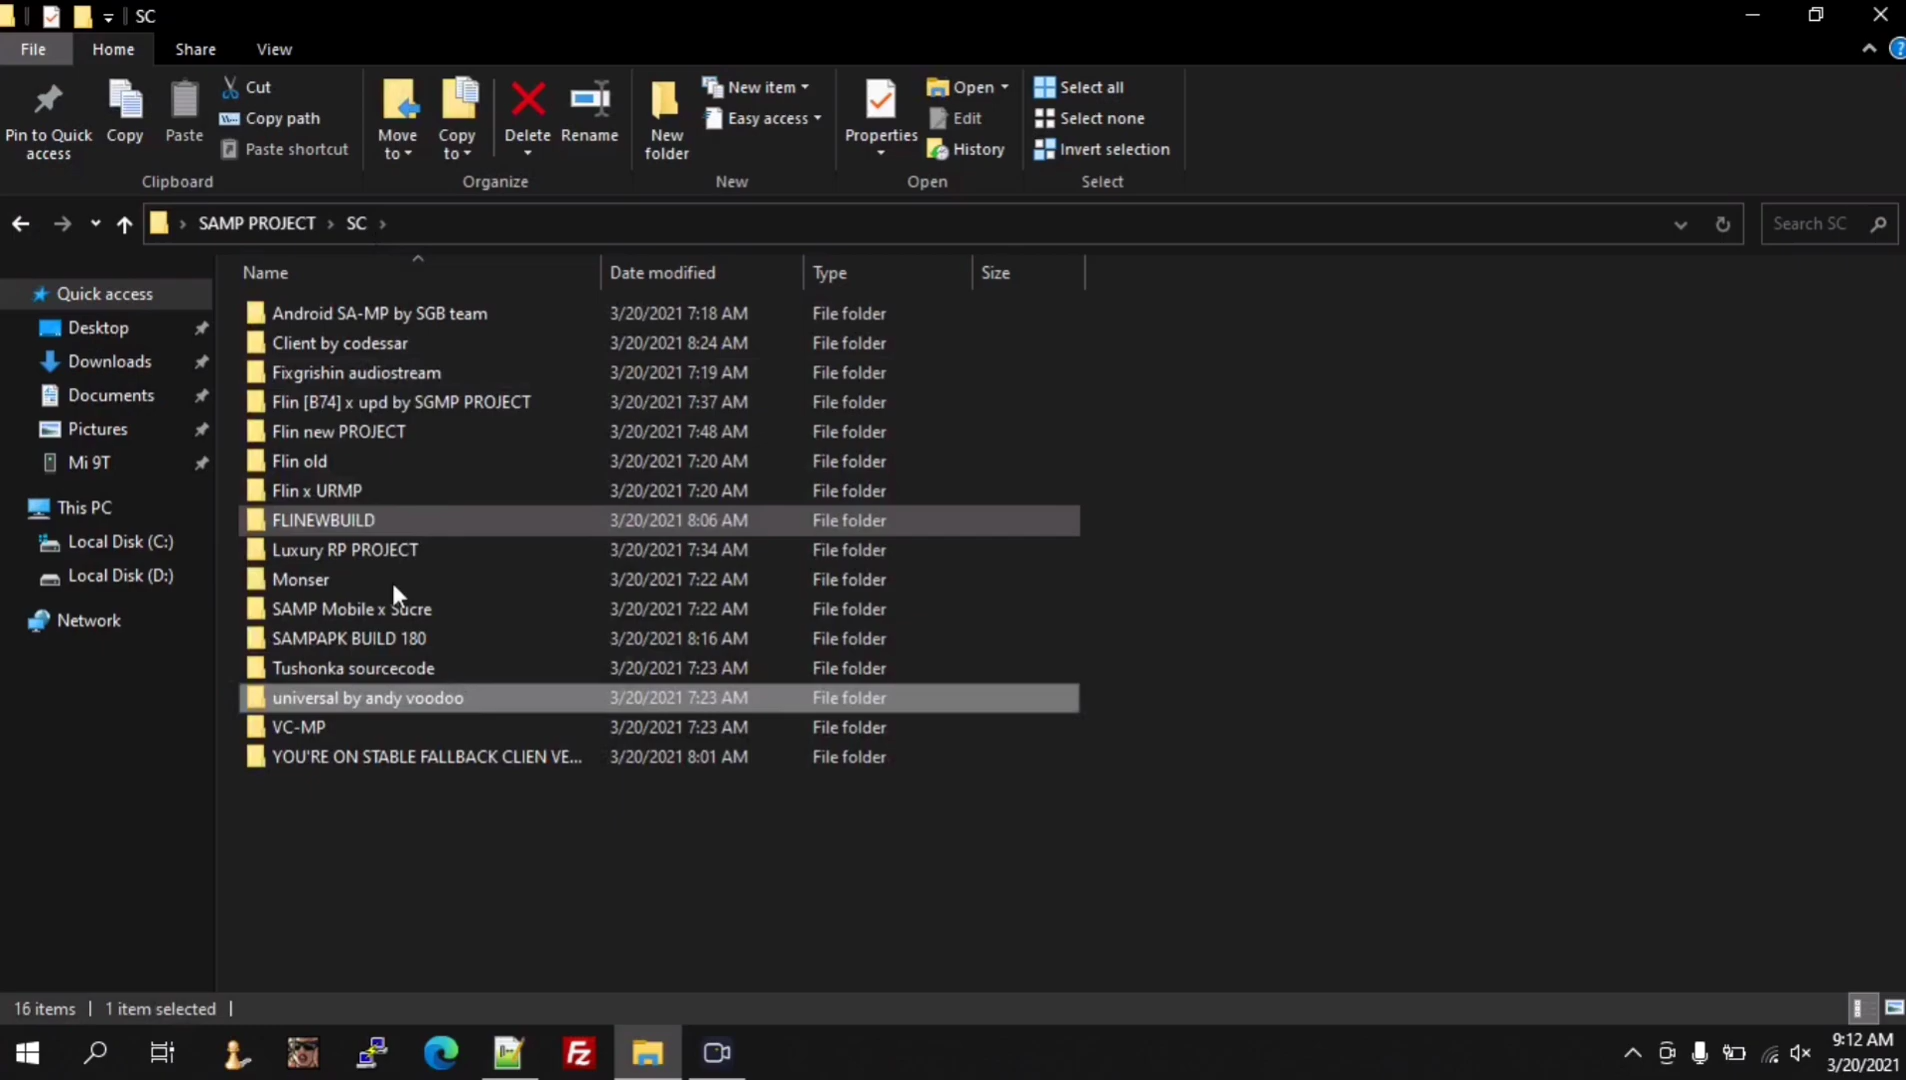 SC
File Home Share View
Pin to Quick access
Copy
Paste
Cut
Copy path
Paste shortcut
Clipboard
Move to
Copy to
Delete
Rename
Organize
New folder
New item
Easy access
New
Properties
Open
Edit
History
Open
Select all
Select none
Invert selection
Select
SAMP PROJECT › SC ›
Search SC
Quick access
Desktop
Downloads
Documents
Pictures
Mi 9T
This PC
Local Disk (C:)
Local Disk (D:)
Network
Name Date modified Type Size
Android SA-MP by SGB team 3/20/2021 7:18 AM File folder
Client by codessar 3/20/2021 8:24 AM File folder
Fixgrishin audiostream 3/20/2021 7:19 AM File folder
Flin [B74] x upd by SGMP PROJECT 3/20/2021 7:37 AM File folder
Flin new PROJECT 3/20/2021 7:48 AM File folder
Flin old 3/20/2021 7:20 AM File folder
Flin x URMP 3/20/2021 7:20 AM File folder
FLINEWBUILD 3/20/2021 8:06 AM File folder
Luxury RP PROJECT 3/20/2021 7:34 AM File folder
Monser 3/20/2021 7:22 AM File folder
SAMP Mobile x Sucre 3/20/2021 7:22 AM File folder
SAMPAPK BUILD 180 3/20/2021 8:16 AM File folder
Tushonka sourcecode 3/20/2021 7:23 AM File folder
universal by andy voodoo 3/20/2021 7:23 AM File folder
VC-MP 3/20/2021 7:23 AM File folder
YOU'RE ON STABLE FALLBACK CLIEN VE... 3/20/2021 8:01 AM File folder
16 items 1 item selected
Fz
9:12 AM
3/20/2021